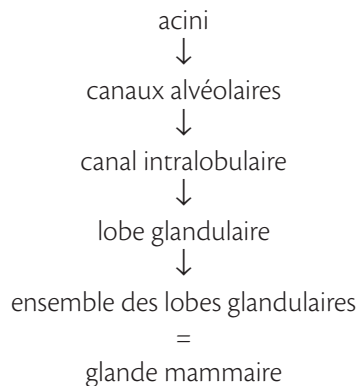 acini
↓
canaux alvéolaires
↓
canal intralobulaire
↓
lobe glandulaire
↓
ensemble des lobes glandulaires
=
glande mammaire